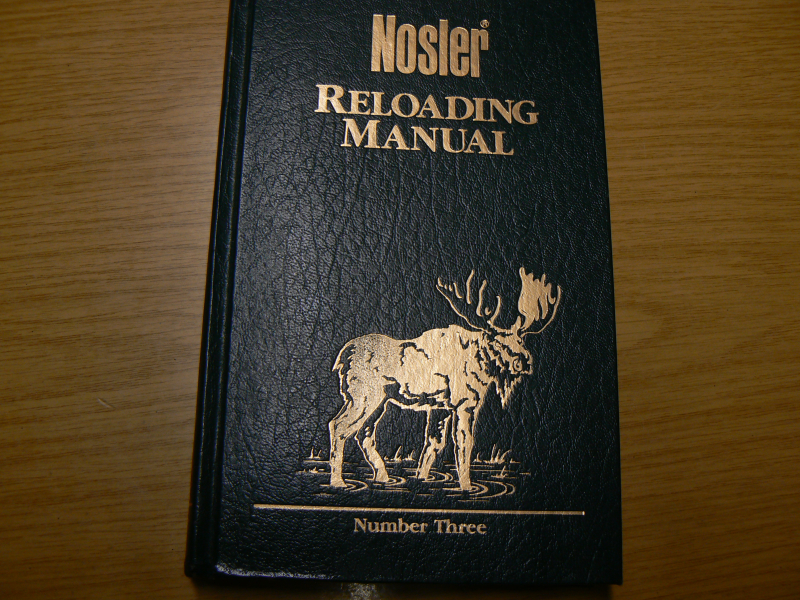 Nosler®
RELOADING
MANUAL
Number Three